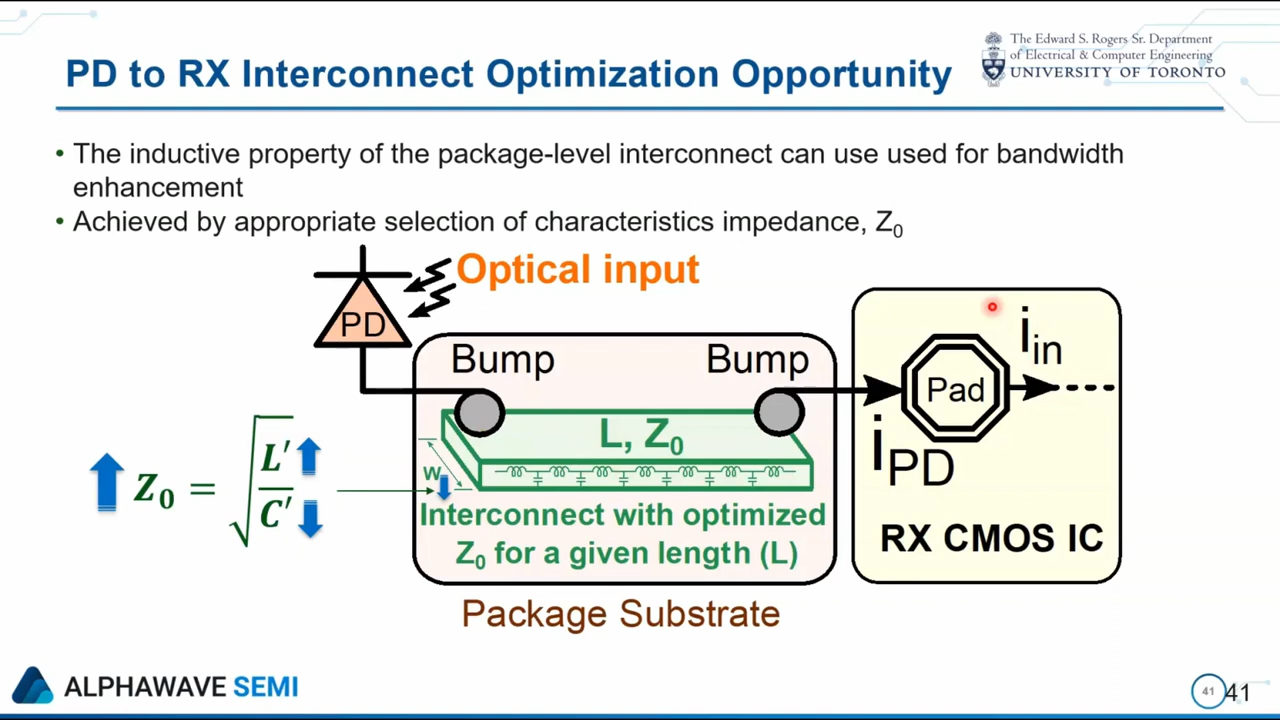 The Edward S. Rogers Sr. Department
of Electrical & Computer Engineering
UNIVERSITY OF TORONTO
PD to RX Interconnect Optimization Opportunity
• The inductive property of the package-level interconnect can use used for bandwidth
enhancement
• Achieved by appropriate selection of characteristics impedance, Z₀
Optical input
PD
Bump
Bump
L, Z₀
W
Z₀ = √(L′/C′)
Interconnect with optimized
Z₀ for a given length (L)
Package Substrate
Pad
i_in
i_PD
RX CMOS IC
ALPHAWAVE SEMI
41
41